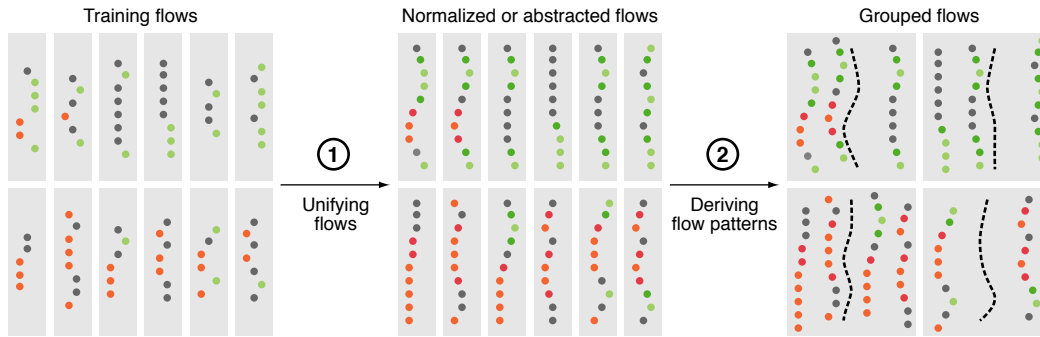 Training flows
Normalized or abstracted flows
Grouped flows
1
Unifying
flows
2
Deriving
flow patterns